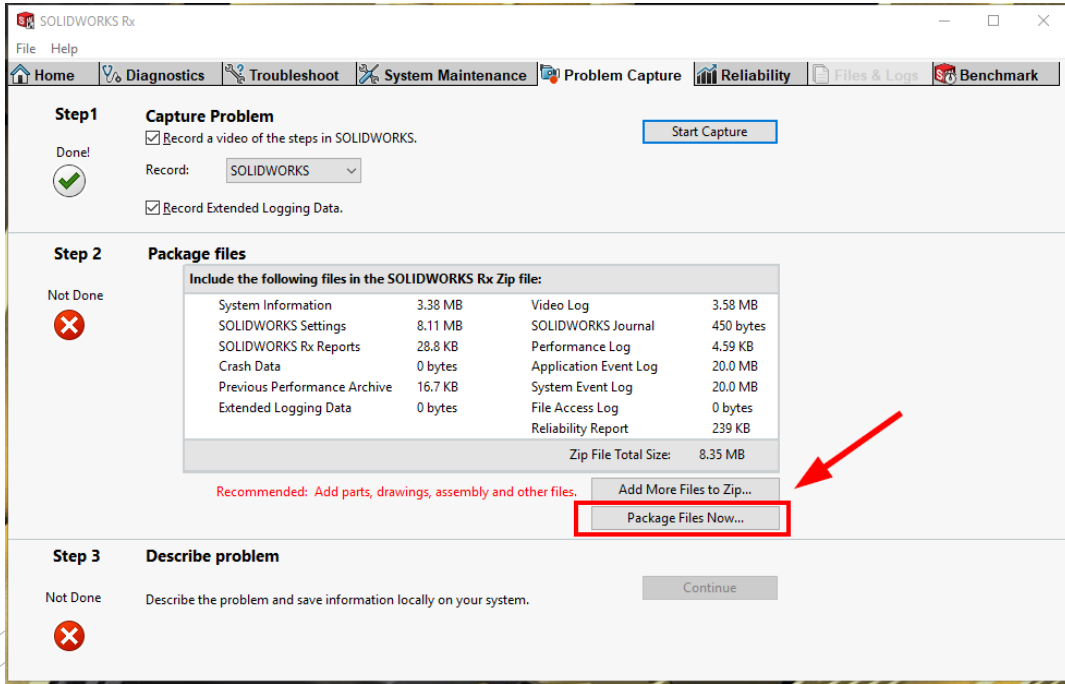 SOLIDWORKS Rx
File Help
Home Diagnostics Troubleshoot System Maintenance Problem Capture Reliability Files & Logs Benchmark
Step1 Capture Problem
Record a video of the steps in SOLIDWORKS. Start Capture
Done!
Record: SOLIDWORKS
Record Extended Logging Data.
Step 2 Package files
Include the following files in the SOLIDWORKS Rx Zip file:
Not Done
System Information 3.38 MB Video Log 3.58 MB
SOLIDWORKS Settings 8.11 MB SOLIDWORKS Journal 450 bytes
SOLIDWORKS Rx Reports 28.8 KB Performance Log 4.59 KB
Crash Data 0 bytes Application Event Log 20.0 MB
Previous Performance Archive 16.7 KB System Event Log 20.0 MB
Extended Logging Data 0 bytes File Access Log 0 bytes
Reliability Report 239 KB
Zip File Total Size: 8.35 MB
Recommended: Add parts, drawings, assembly and other files. Add More Files to Zip...
Package Files Now...
Step 3 Describe problem
Continue
Not Done Describe the problem and save information locally on your system.